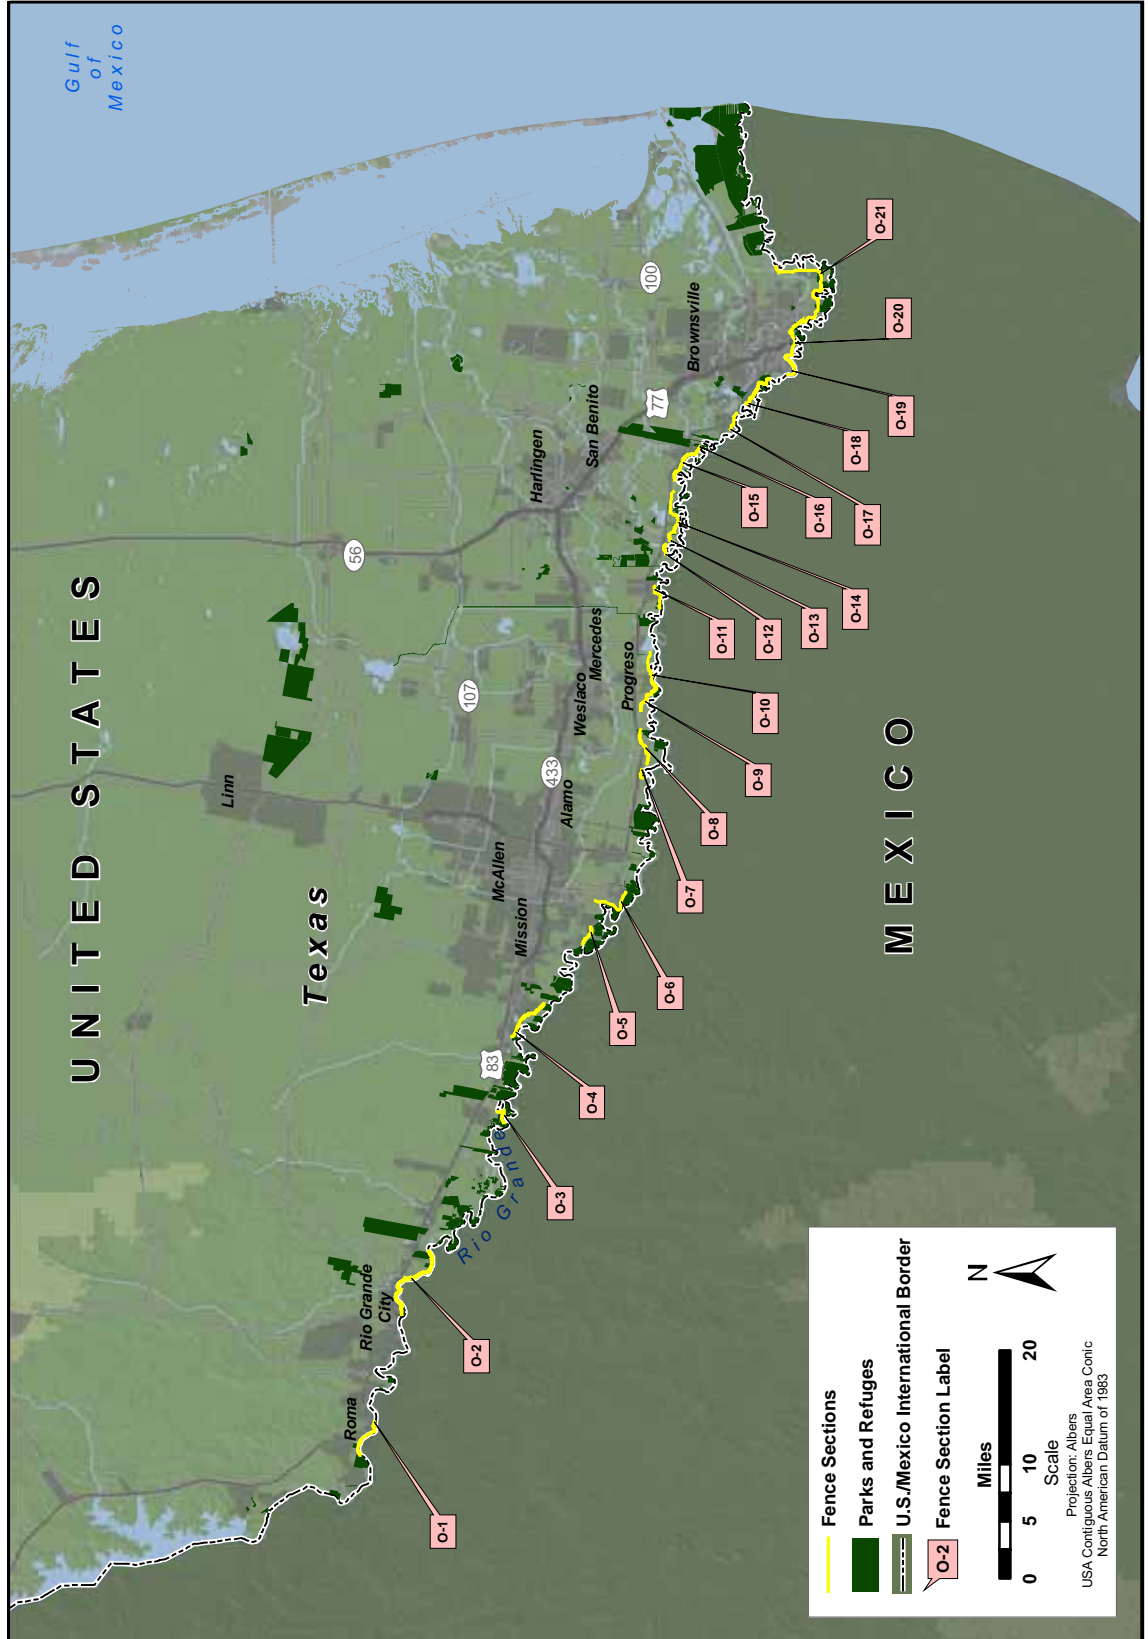 Gulf
of
Mexico
UNITED STATES
Texas
MEXICO
Linn
56
107
100
77
433
83
Harlingen
San Benito
Brownsville
Mercedes
Weslaco
Progreso
Alamo
McAllen
Mission
Rio Grande
City
Roma
Rio Grande
O-1
O-2
O-3
O-4
O-5
O-6
O-7
O-8
O-9
O-10
O-11
O-12
O-13
O-14
O-15
O-16
O-17
O-18
O-19
O-20
O-21
Fence Sections
Parks and Refuges
U.S./Mexico International Border
O-2 Fence Section Label
N
Miles
0 5 10 20
Scale
Projection: Albers
USA Contiguous Albers Equal Area Conic
North American Datum of 1983